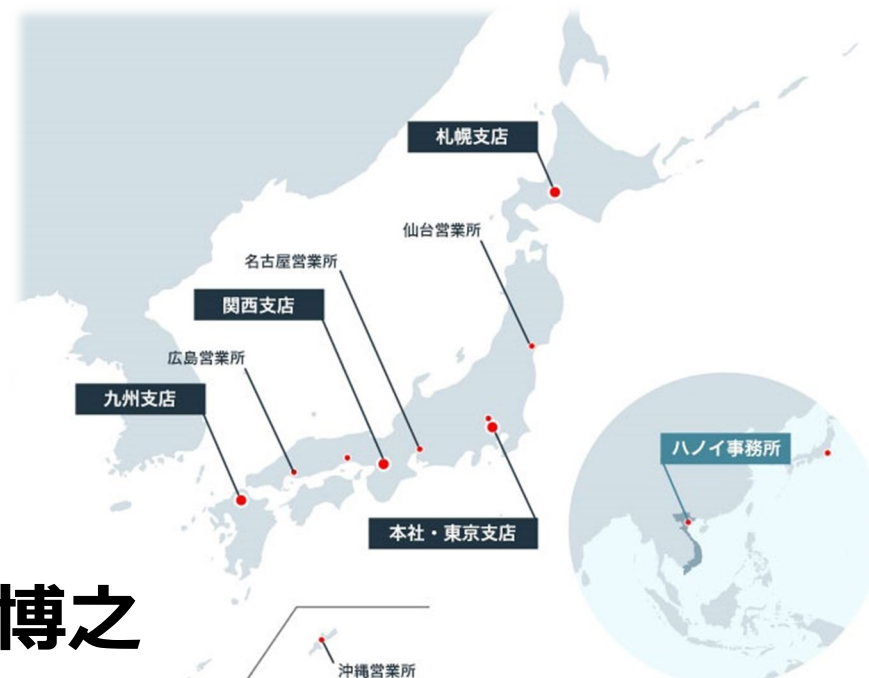 札幌支店
仙台営業所
名古屋営業所
関西支店
広島営業所
九州支店
ハノイ事務所
本社・東京支店
博之
沖縄営業所